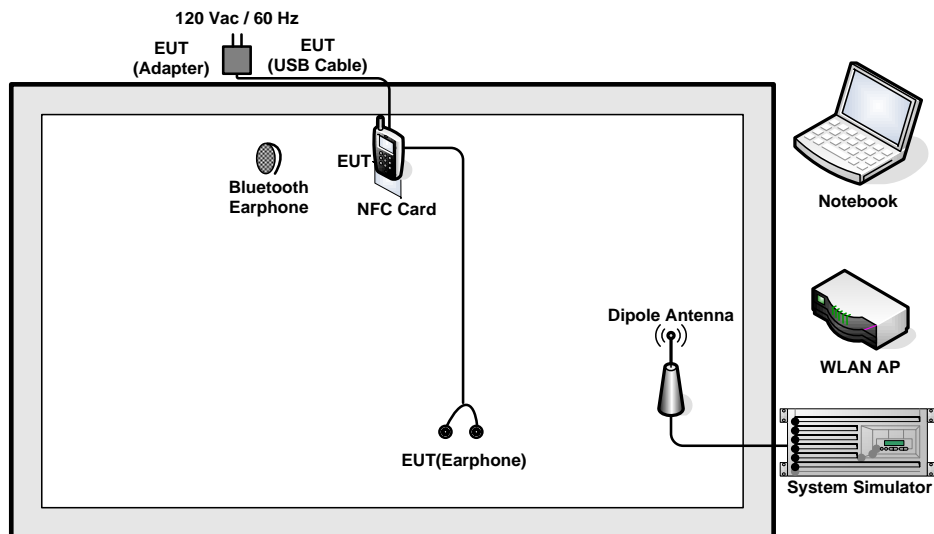 120 Vac / 60 Hz
EUT
(Adapter)
EUT
(USB Cable)
EUT
Bluetooth
Earphone
NFC Card
Notebook
Dipole Antenna
WLAN AP
EUT(Earphone)
System Simulator